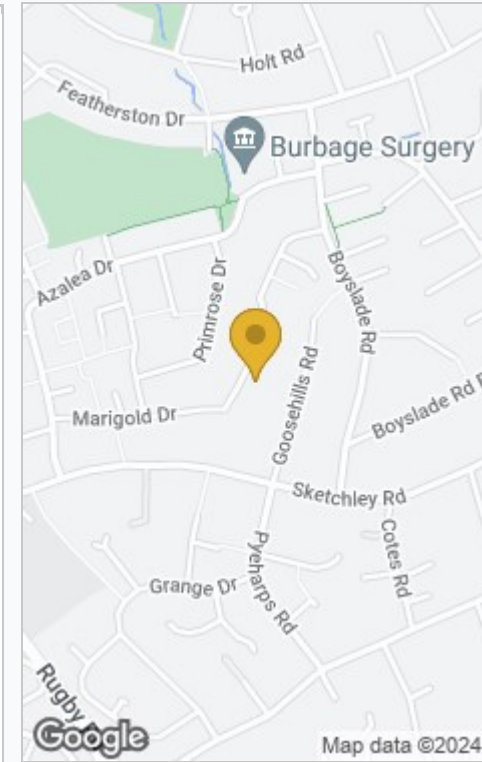 Holt Rd
Featherston Dr
Burbage Surgery
Azalea Dr
Primrose Dr
Boyslade Rd
Goosehills Rd
Marigold Dr
Boyslade Rd
Sketchley Rd
Cotes Rd
Pyeharps Rd
Grange Dr
Rugby
Google
Map data ©2024